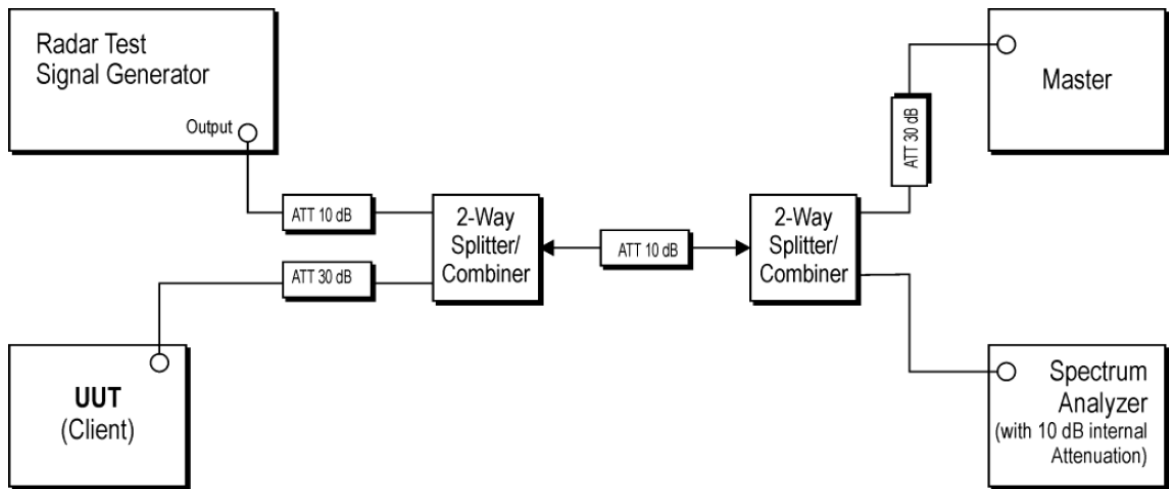 Radar Test
Signal Generator
Output
ATT 10 dB
2-Way
Splitter/
Combiner
ATT 30 dB
UUT
(Client)
ATT 10 dB
2-Way
Splitter/
Combiner
ATT 30 dB
Master
Spectrum
Analyzer
(with 10 dB internal
Attenuation)